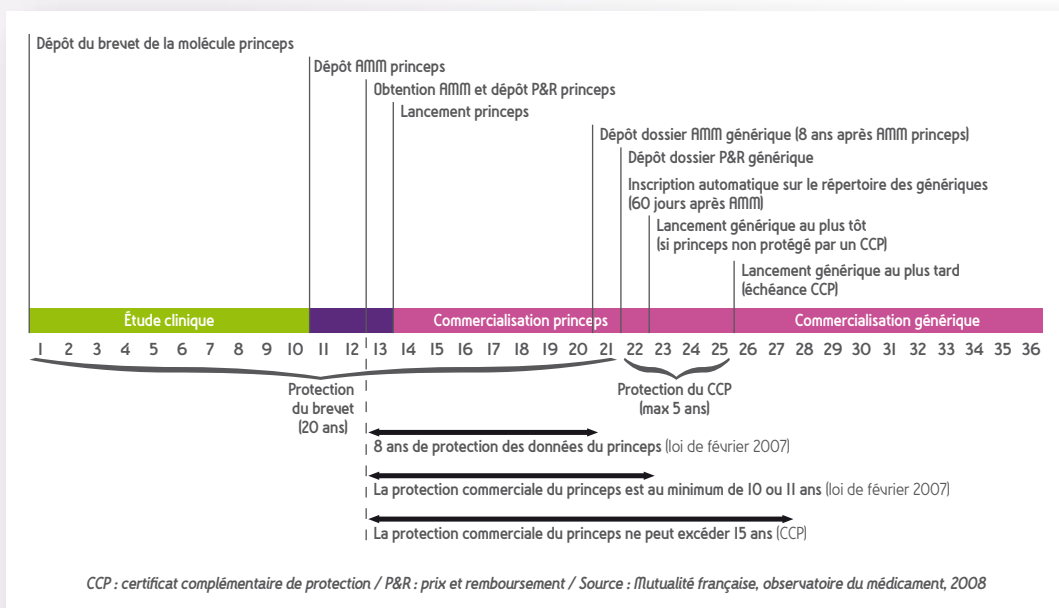 Dépôt du brevet de la molécule princeps
Dépôt AMM princeps
Obtention AMM et dépôt P&R princeps
Lancement princeps
Dépôt dossier AMM générique (8 ans après AMM princeps)
Dépôt dossier P&R générique
Inscription automatique sur le répertoire des génériques
(60 jours après AMM)
Lancement générique au plus tôt
(si princeps non protégé par un CCP)
Lancement générique au plus tard
(échéance CCP)
Étude clinique
Commercialisation princeps
Commercialisation générique
1 2 3 4 5 6 7 8 9 10 11 12 13 14 15 16 17 18 19 20 21 22 23 24 25 26 27 28 29 30 31 32 33 34 35 36
Protection
du brevet
(20 ans)
Protection du CCP
(max 5 ans)
8 ans de protection des données du princeps (loi de février 2007)
La protection commerciale du princeps est au minimum de 10 ou 11 ans (loi de février 2007)
La protection commerciale du princeps ne peut excéder 15 ans (CCP)
CCP : certificat complémentaire de protection / P&R : prix et remboursement / Source : Mutualité française, observatoire du médicament, 2008